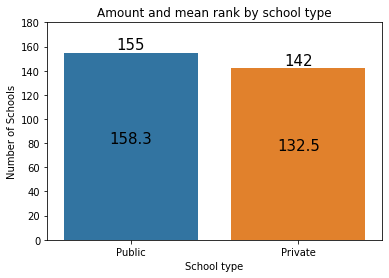 Amount and mean rank by school type
180
160
140
120
100
80
60
40
20
0
Number of Schools
155
142
158.3
132.5
Public
Private
School type